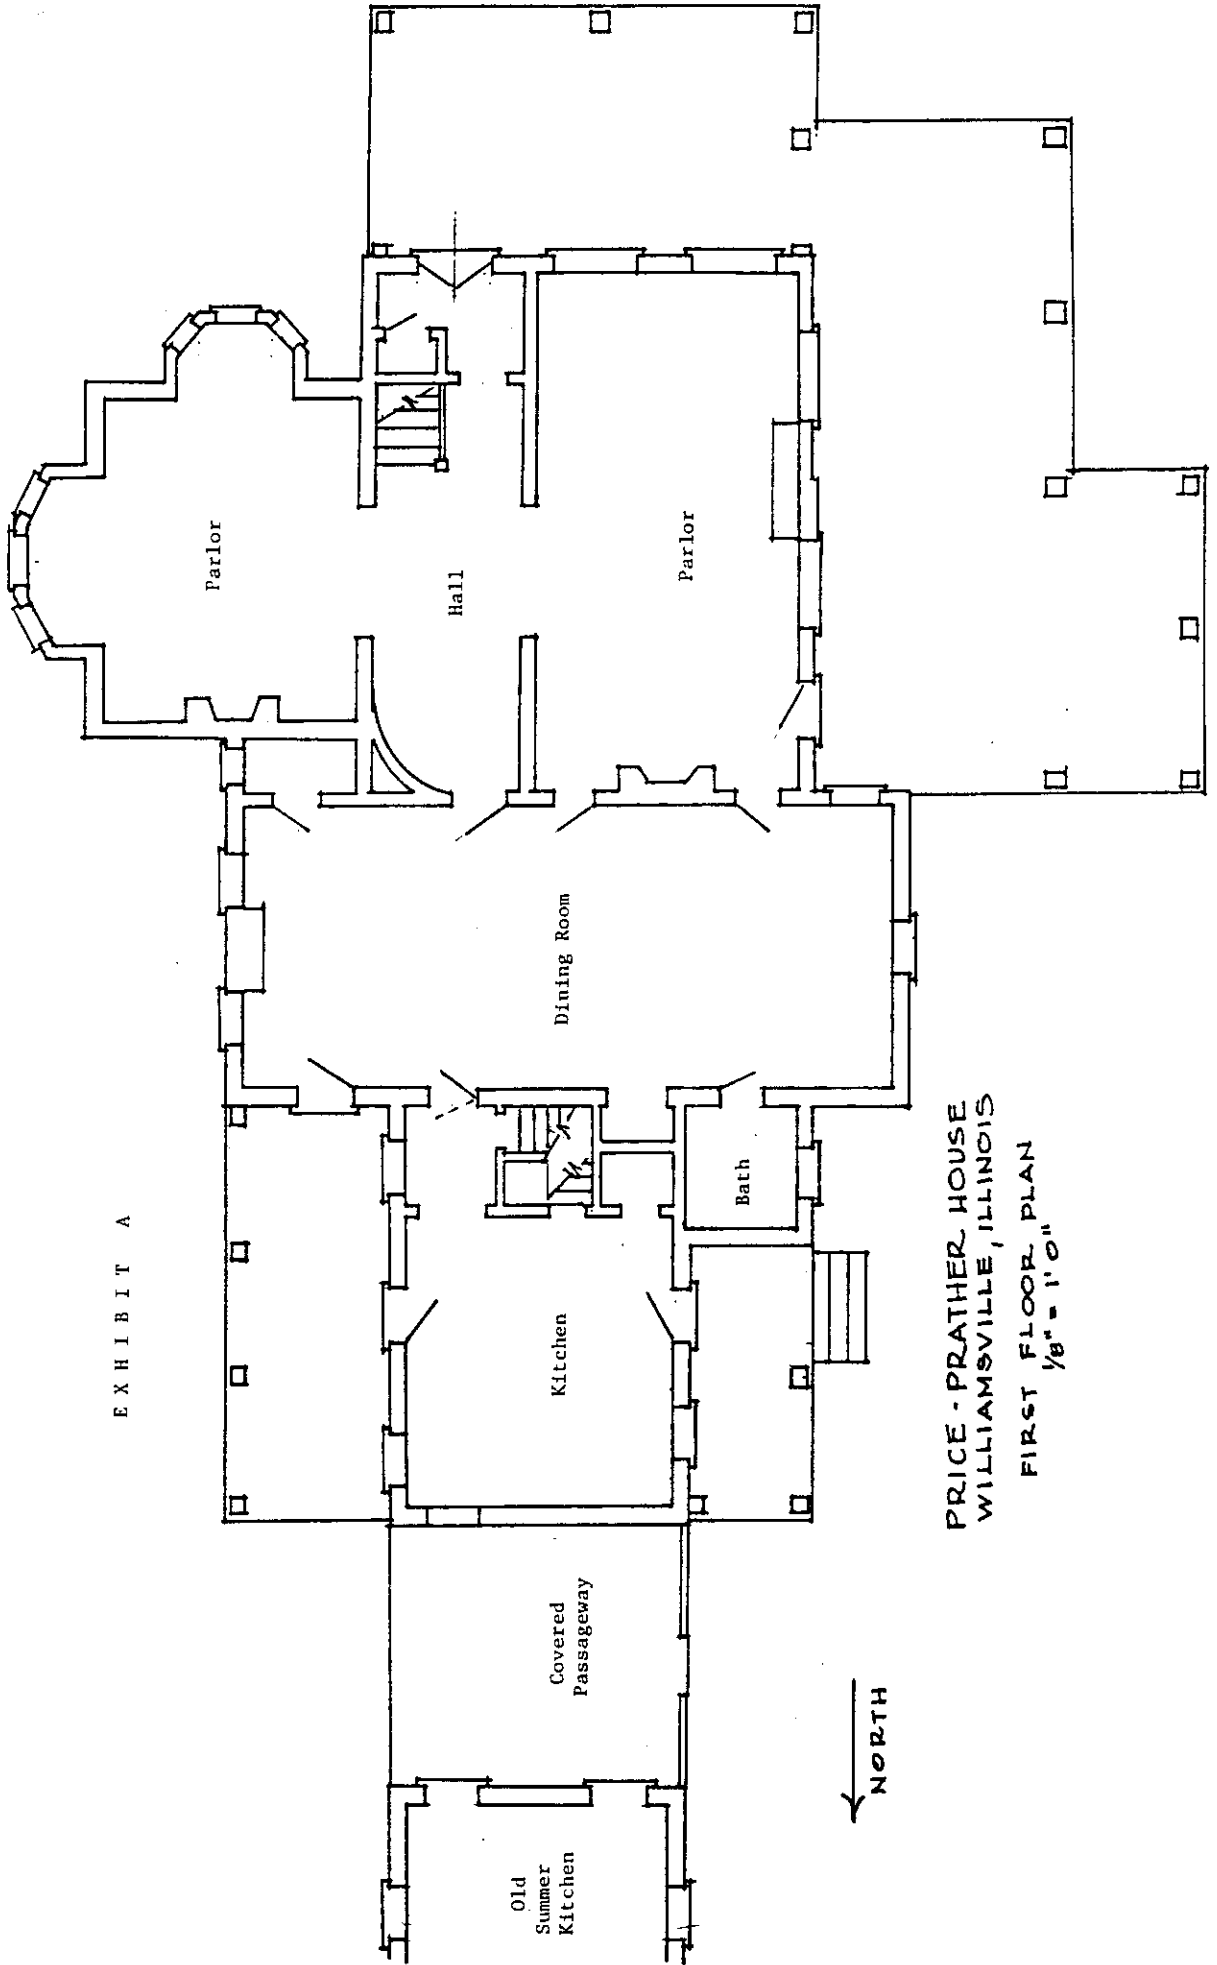 EXHIBIT A
Parlor
Hall
Parlor
Dining Room
Bath
Kitchen
Covered
Passageway
Old
Summer
Kitchen
NORTH
PRICE - PRATHER HOUSE
WILLIAMSVILLE, ILLINOIS
FIRST FLOOR PLAN
1/8" = 1'0"